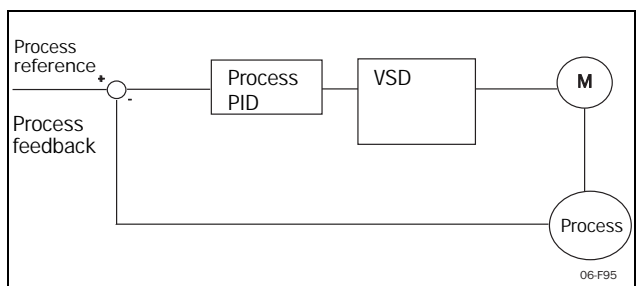 Process
reference
+
-
Process
feedback
Process
PID
VSD
M
Process
06-F95